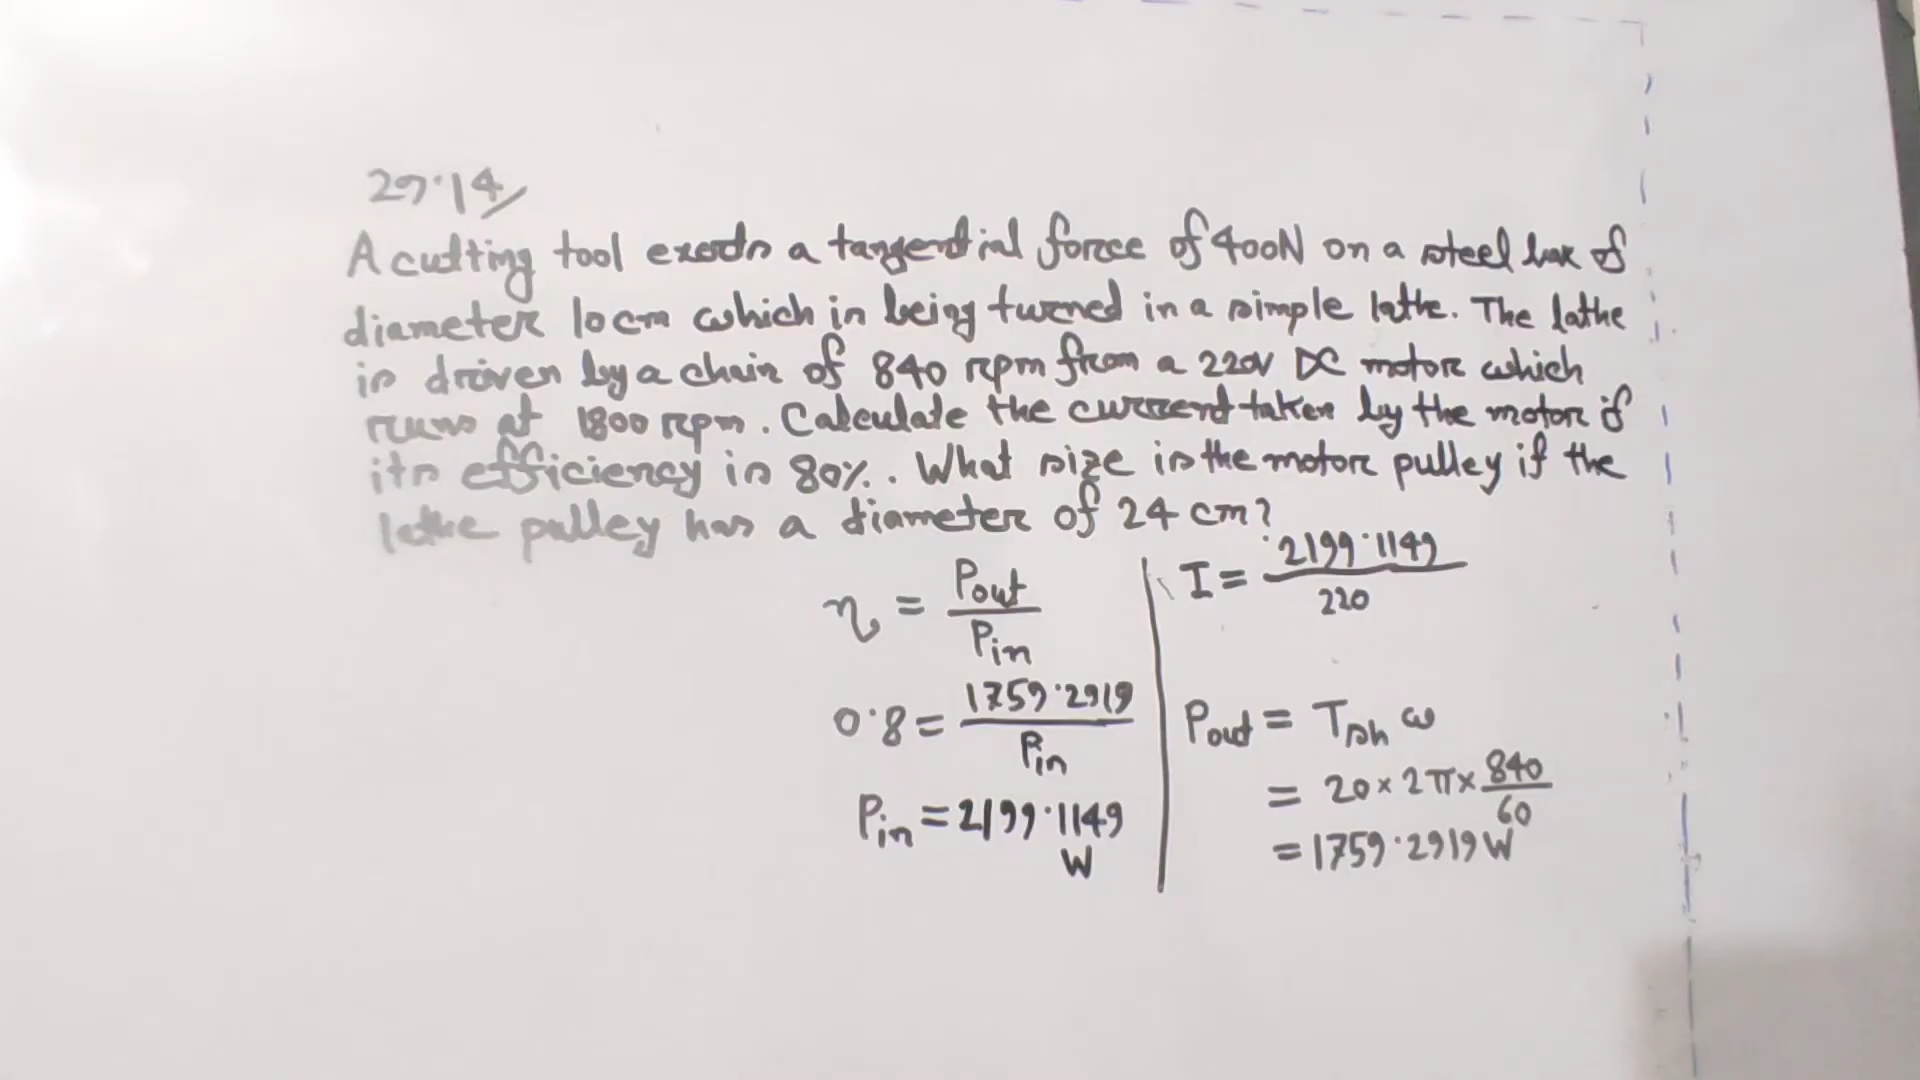 29.14/
A cutting tool exerts a tangential force of 400N on a steel bar of
diameter 10cm which is being turned in a simple lathe. The lathe
is driven by a chain of 840 rpm from a 220V DC motor which
runs at 1800 rpm. Calculate the current taken by the motor if
its efficiency is 80%. What size is the motor pulley if the
lathe pulley has a diameter of 24 cm?
η = Pout / Pin
0.8 = 1759.2919 / Pin
Pin = 2199.1149
W
I = 2199.1149 / 220
Pout = Tsh ω
= 20 × 2π × 840 / 60
= 1759.2919 W